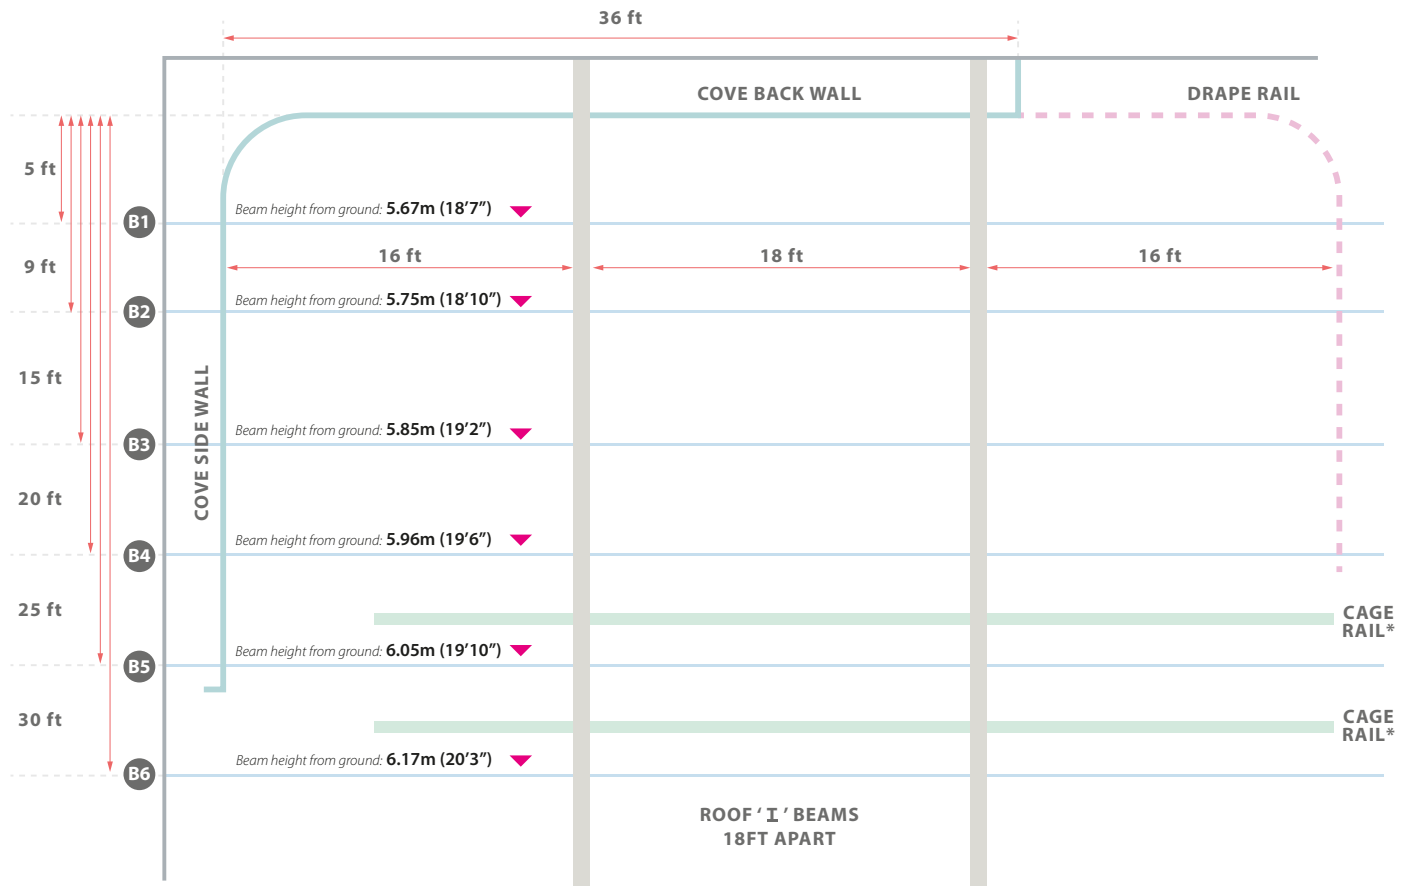 36 ft
COVE BACK WALL
DRAPE RAIL
5 ft
B1
Beam height from ground: 5.67m (18’7”)
9 ft
16 ft
18 ft
16 ft
B2
Beam height from ground: 5.75m (18’10”)
15 ft
COVE SIDE WALL
B3
Beam height from ground: 5.85m (19’2”)
20 ft
B4
Beam height from ground: 5.96m (19’6”)
25 ft
CAGE
RAIL*
B5
Beam height from ground: 6.05m (19’10”)
30 ft
CAGE
RAIL*
B6
Beam height from ground: 6.17m (20’3”)
ROOF ‘ I ’ BEAMS
18FT APART